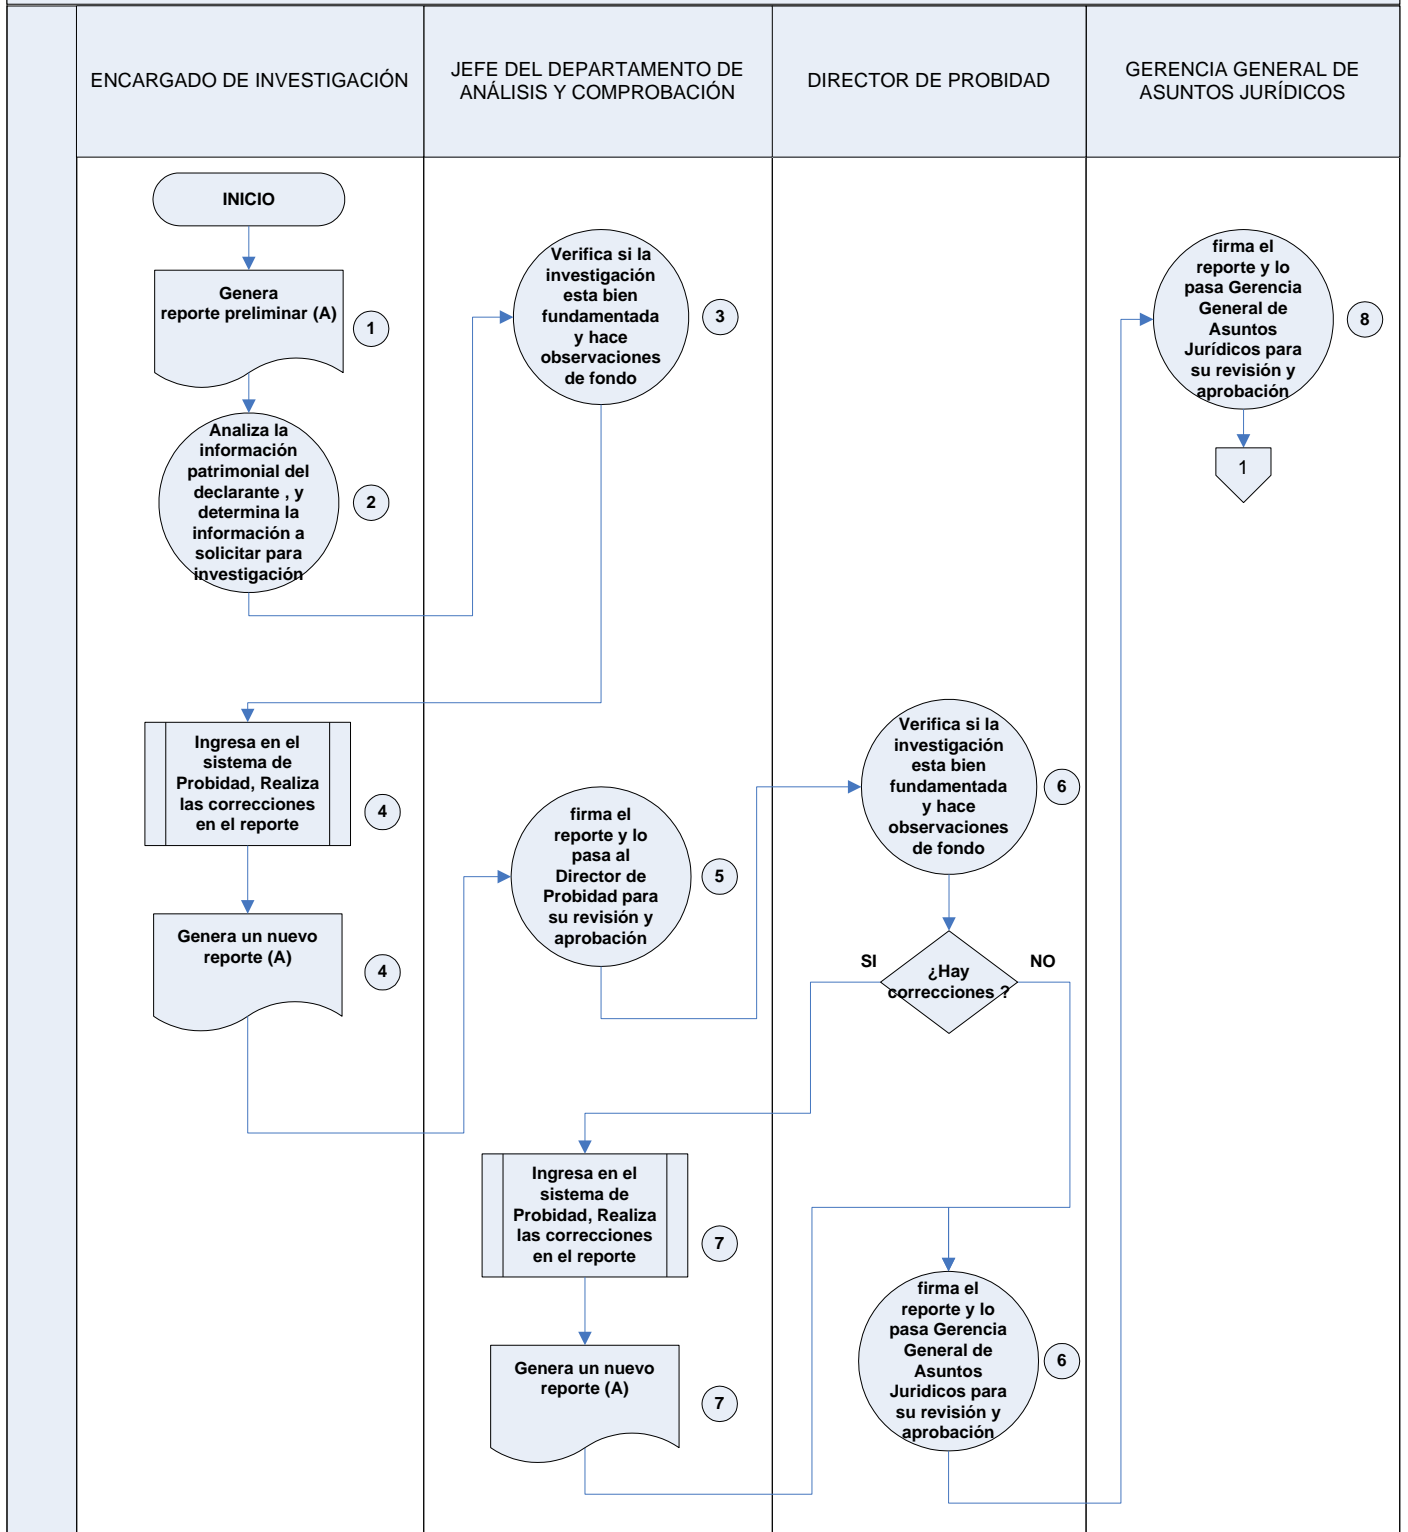 ENCARGADO DE INVESTIGACIÓN
JEFE DEL DEPARTAMENTO DE
ANÁLISIS Y COMPROBACIÓN
DIRECTOR DE PROBIDAD
GERENCIA GENERAL DE
ASUNTOS JURÍDICOS
INICIO
Genera
reporte preliminar (A)
1
Analiza la
información
patrimonial del
declarante , y
determina la
información a
solicitar para
investigación
2
Verifica si la
investigación
esta bien
fundamentada
y hace
observaciones
de fondo
3
firma el
reporte y lo
pasa Gerencia
General de
Asuntos
Jurídicos para
su revisión y
aprobación
8
1
Ingresa en el
sistema de
Probidad, Realiza
las correcciones
en el reporte
4
Genera un nuevo
reporte (A)
4
firma el
reporte y lo
pasa al
Director de
Probidad para
su revisión y
aprobación
5
Verifica si la
investigación
esta bien
fundamentada
y hace
observaciones
de fondo
6
SI
¿Hay
correcciones ?
NO
Ingresa en el
sistema de
Probidad, Realiza
las correcciones
en el reporte
7
Genera un nuevo
reporte (A)
7
firma el
reporte y lo
pasa Gerencia
General de
Asuntos
Juridicos para
su revisión y
aprobación
6